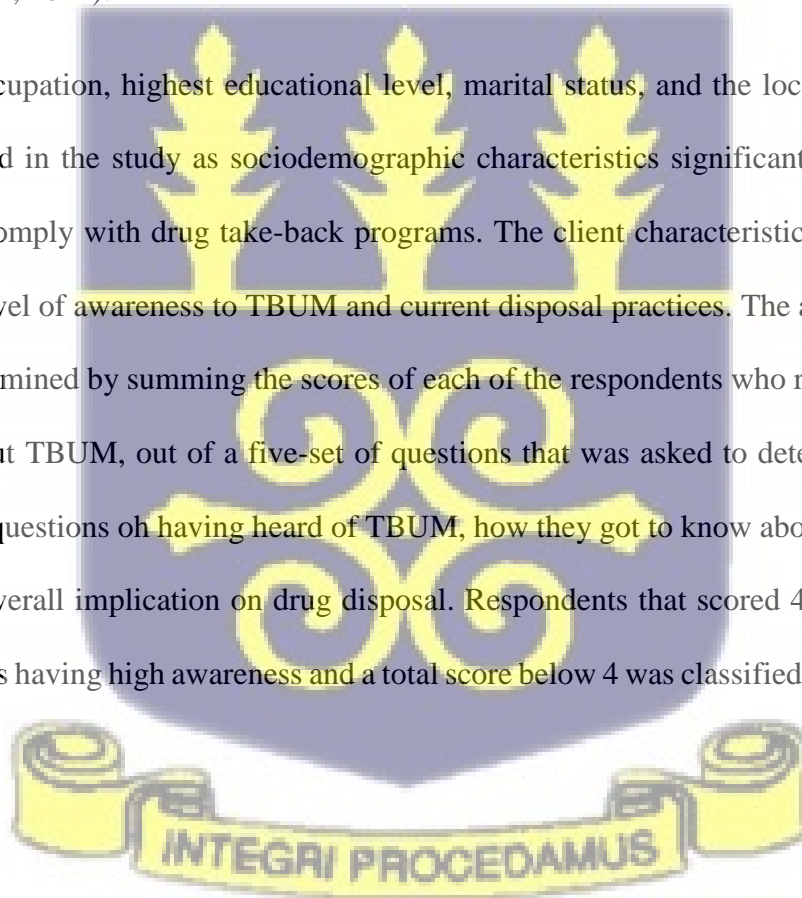 cupation, highest educational level, marital status, and the loc
d in the study as sociodemographic characteristics significant
omply with drug take-back programs. The client characteristic
vel of awareness to TBUM and current disposal practices. The a
mined by summing the scores of each of the respondents who r
ut TBUM, out of a five-set of questions that was asked to dete
questions on having heard of TBUM, how they got to know abo
verall implication on drug disposal. Respondents that scored 4
s having high awareness and a total score below 4 was classified
INTEGRI PROCEDAMUS